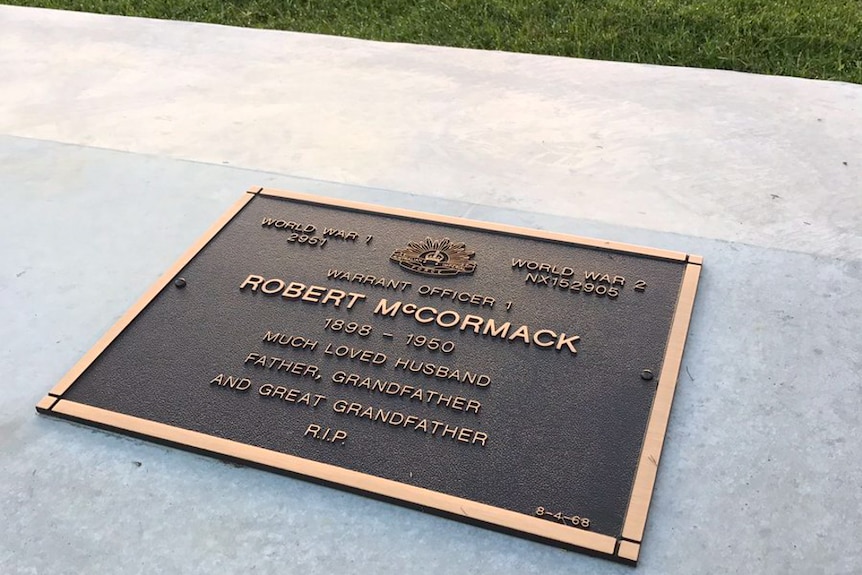 WORLD WAR 1
2951
WORLD WAR 2
NX152905
WARRANT OFFICER 1
ROBERT McCORMACK
1898 - 1950
MUCH LOVED HUSBAND
FATHER, GRANDFATHER
AND GREAT GRANDFATHER
R.I.P.
8-4-68